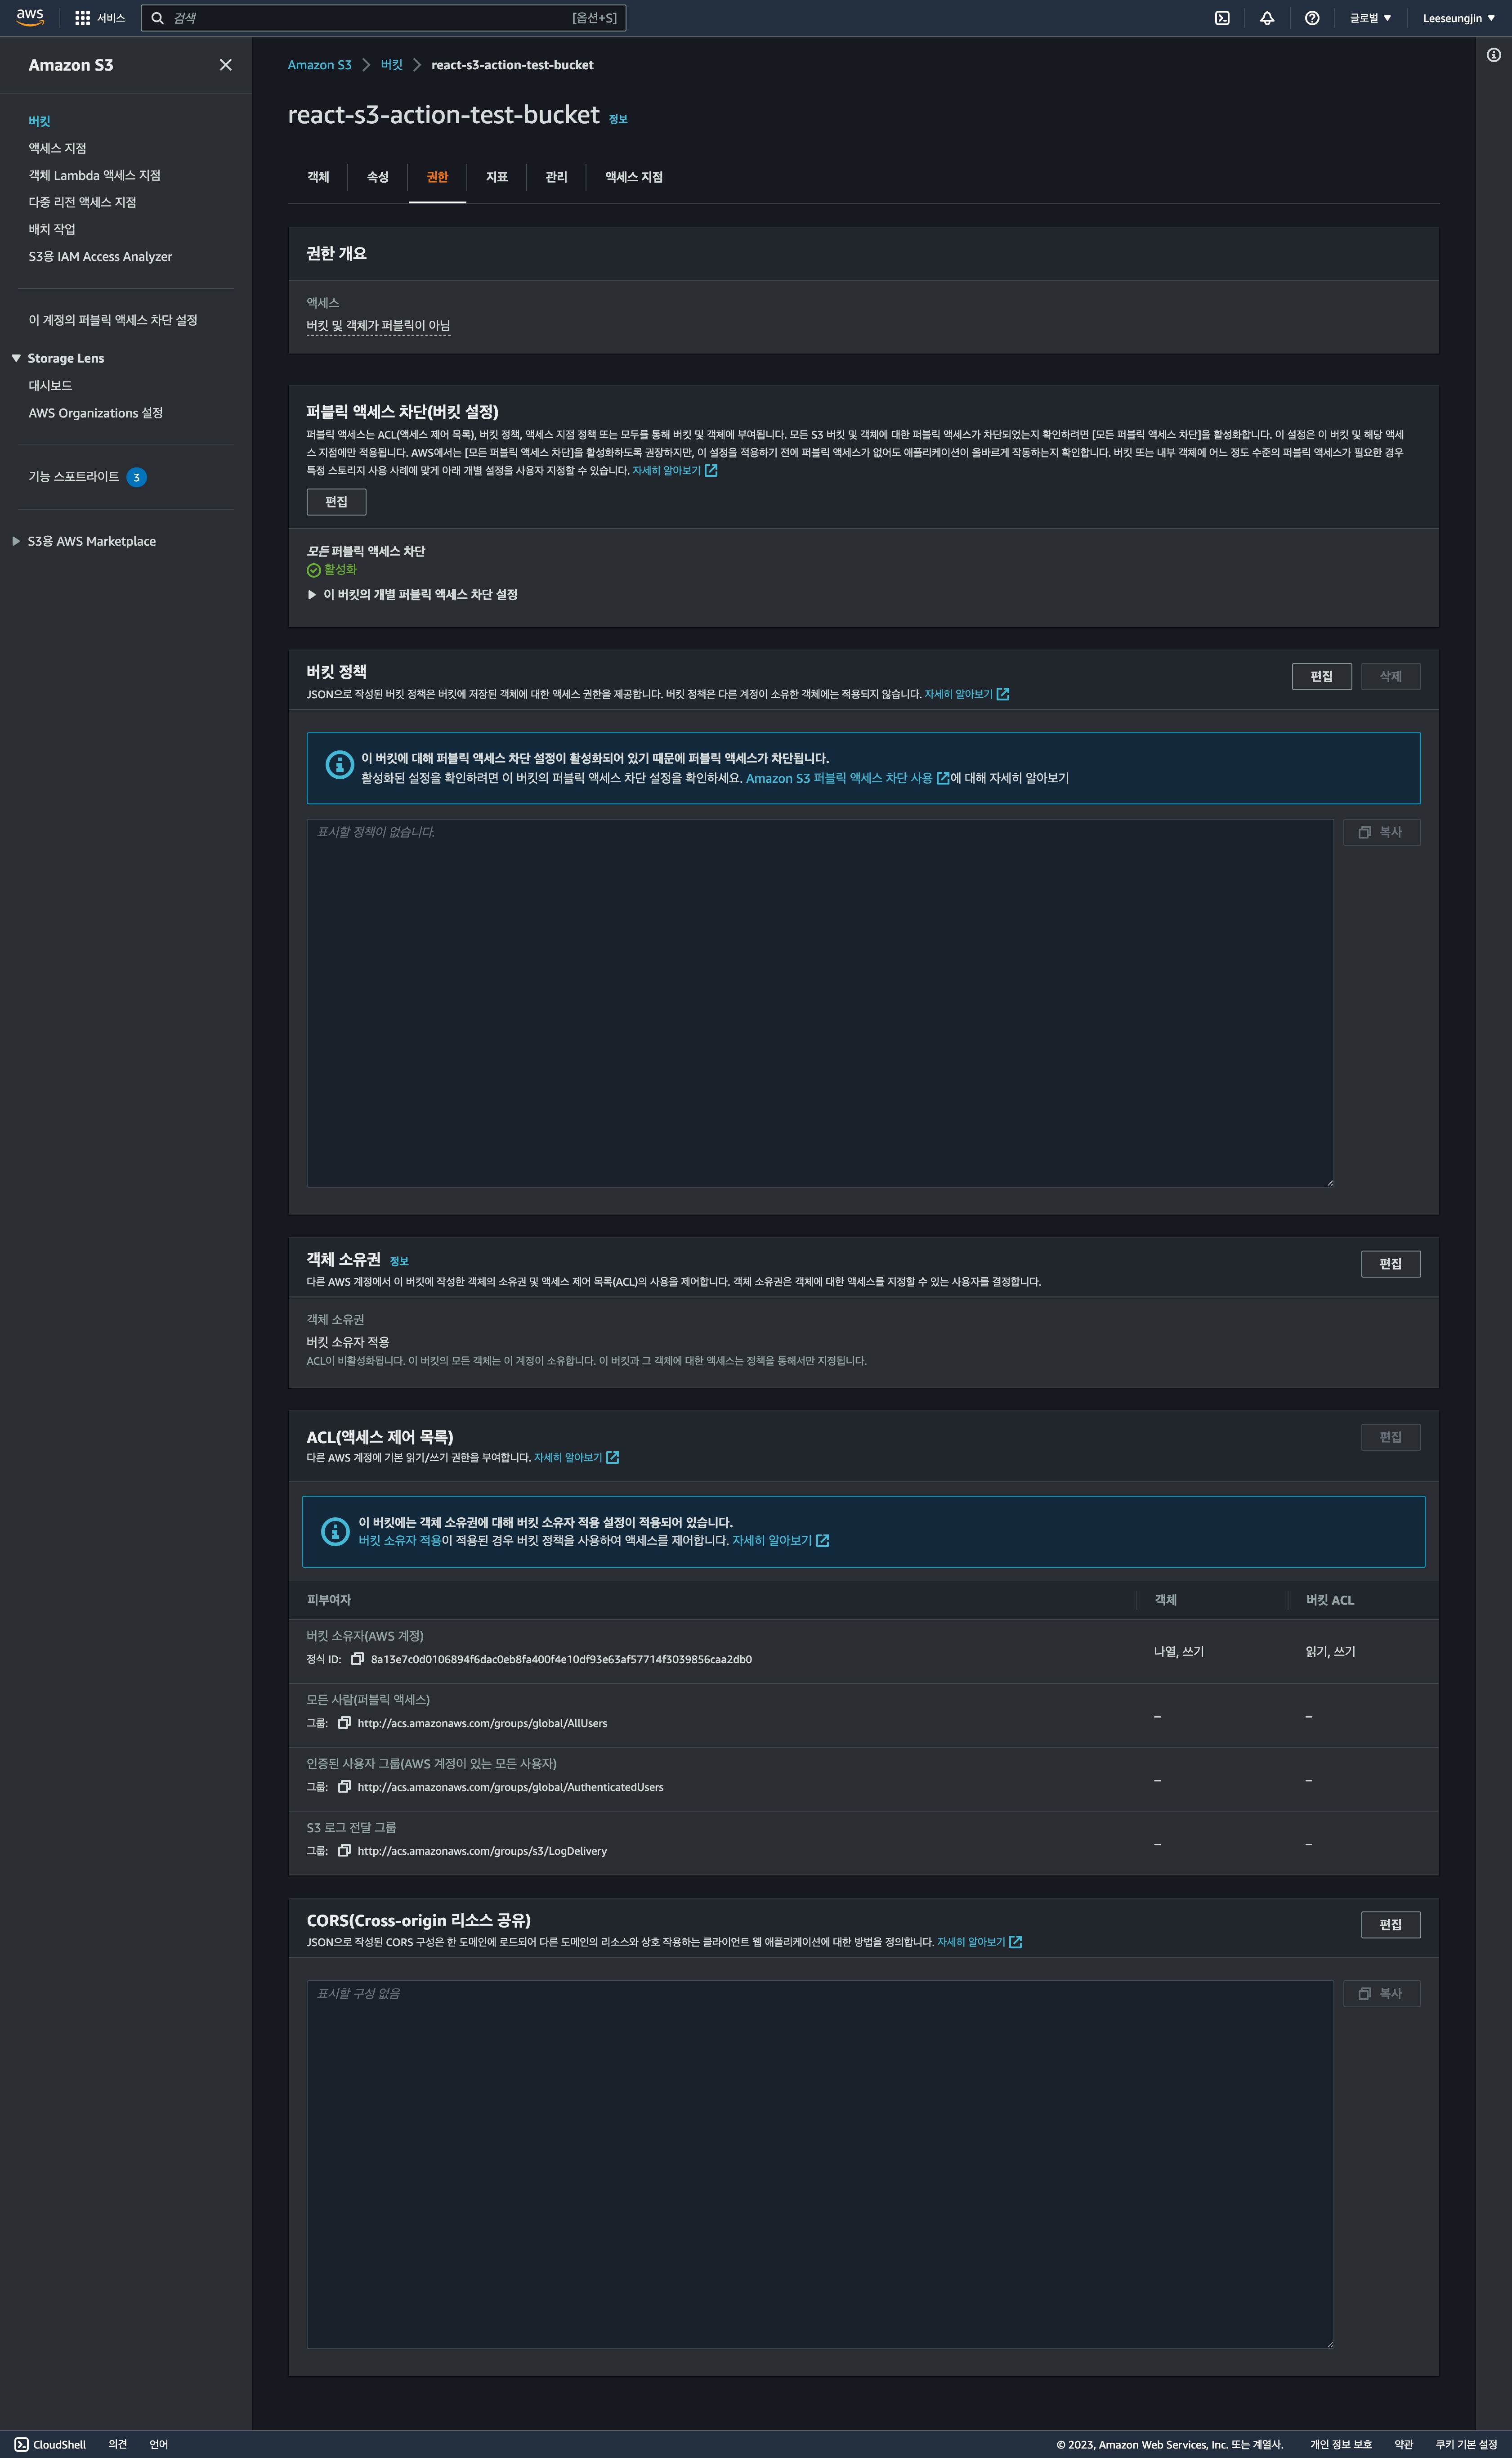 aws
서비스
검색
[옵션+S]
글로벌
Leeseungjin
Amazon S3
버킷
액세스 지점
객체 Lambda 액세스 지점
다중 리전 액세스 지점
배치 작업
S3용 IAM Access Analyzer
이 계정의 퍼블릭 액세스 차단 설정
Storage Lens
대시보드
AWS Organizations 설정
기능 스포트라이트 3
S3용 AWS Marketplace
Amazon S3 버킷 react-s3-action-test-bucket
react-s3-action-test-bucket 정보
객체 속성 권한 지표 관리 액세스 지점
권한 개요
액세스
버킷 및 객체가 퍼블릭이 아님
퍼블릭 액세스 차단(버킷 설정)
퍼블릭 액세스는 ACL(액세스 제어 목록), 버킷 정책, 액세스 지점 정책 또는 모두를 통해 버킷 및 객체에 부여됩니다. 모든 S3 버킷 및 객체에 대한 퍼블릭 액세스가 차단되었는지 확인하려면 [모든 퍼블릭 액세스 차단]을 활성화합니다. 이 설정은 이 버킷 및 해당 액세
스 지점에만 적용됩니다. AWS에서는 [모든 퍼블릭 액세스 차단]을 활성화하도록 권장하지만, 이 설정을 적용하기 전에 퍼블릭 액세스가 없어도 애플리케이션이 올바르게 작동하는지 확인합니다. 버킷 또는 내부 객체에 어느 정도 수준의 퍼블릭 액세스가 필요한 경우
특정 스토리지 사용 사례에 맞게 아래 개별 설정을 사용자 지정할 수 있습니다. 자세히 알아보기
편집
모든 퍼블릭 액세스 차단
활성화
이 버킷의 개별 퍼블릭 액세스 차단 설정
버킷 정책
JSON으로 작성된 버킷 정책은 버킷에 저장된 객체에 대한 액세스 권한을 제공합니다. 버킷 정책은 다른 계정이 소유한 객체에는 적용되지 않습니다. 자세히 알아보기
편집
삭제
이 버킷에 대해 퍼블릭 액세스 차단 설정이 활성화되어 있기 때문에 퍼블릭 액세스가 차단됩니다.
활성화된 설정을 확인하려면 이 버킷의 퍼블릭 액세스 차단 설정을 확인하세요. Amazon S3 퍼블릭 액세스 차단 사용 에 대해 자세히 알아보기
표시할 정책이 없습니다.
복사
객체 소유권 정보
다른 AWS 계정에서 이 버킷에 작성한 객체의 소유권 및 액세스 제어 목록(ACL)의 사용을 제어합니다. 객체 소유권은 객체에 대한 액세스를 지정할 수 있는 사용자를 결정합니다.
편집
객체 소유권
버킷 소유자 적용
ACL이 비활성화됩니다. 이 버킷의 모든 객체는 이 계정이 소유합니다. 이 버킷과 그 객체에 대한 액세스는 정책을 통해서만 지정됩니다.
ACL(액세스 제어 목록)
다른 AWS 계정에 기본 읽기/쓰기 권한을 부여합니다. 자세히 알아보기
편집
이 버킷에는 객체 소유권에 대해 버킷 소유자 적용 설정이 적용되어 있습니다.
버킷 소유자 적용이 적용된 경우 버킷 정책을 사용하여 액세스를 제어합니다. 자세히 알아보기
피부여자 객체 버킷 ACL
버킷 소유자(AWS 계정)
정식 ID: 8a13e7c0d0106894f6dac0eb8fa400f4e10df93e63af57714f3039856caa2db0
나열, 쓰기 읽기, 쓰기
모든 사람(퍼블릭 액세스)
그룹: http://acs.amazonaws.com/groups/global/AllUsers
– –
인증된 사용자 그룹(AWS 계정이 있는 모든 사용자)
그룹: http://acs.amazonaws.com/groups/global/AuthenticatedUsers
– –
S3 로그 전달 그룹
그룹: http://acs.amazonaws.com/groups/s3/LogDelivery
– –
CORS(Cross-origin 리소스 공유)
JSON으로 작성된 CORS 구성은 한 도메인에 로드되어 다른 도메인의 리소스와 상호 작용하는 클라이언트 웹 애플리케이션에 대한 방법을 정의합니다. 자세히 알아보기
편집
표시할 구성 없음
복사
CloudShell 의견 언어
© 2023, Amazon Web Services, Inc. 또는 계열사. 개인 정보 보호 약관 쿠키 기본 설정